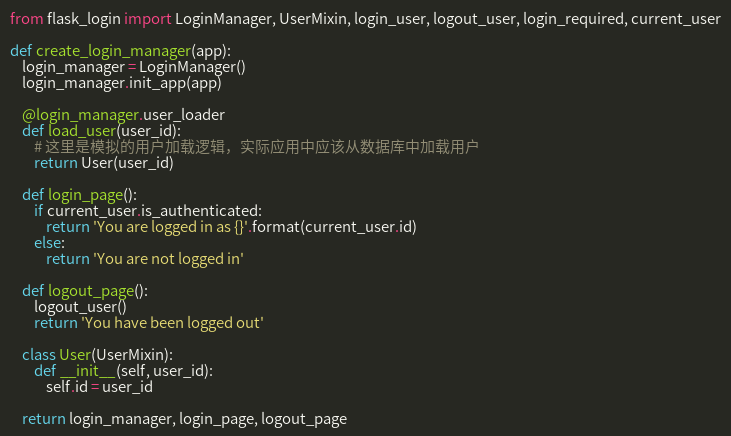 from flask_login import LoginManager, UserMixin, login_user, logout_user, login_required, current_user
def create_login_manager(app):
    login_manager = LoginManager()
    login_manager.init_app(app)
    @login_manager.user_loader
    def load_user(user_id):
        # 这里是模拟的用户加载逻辑，实际应用中应该从数据库中加载用户
        return User(user_id)
    def login_page():
        if current_user.is_authenticated:
            return 'You are logged in as {}'.format(current_user.id)
        else:
            return 'You are not logged in'
    def logout_page():
        logout_user()
        return 'You have been logged out'
    class User(UserMixin):
        def __init__(self, user_id):
            self.id = user_id
    return login_manager, login_page, logout_page